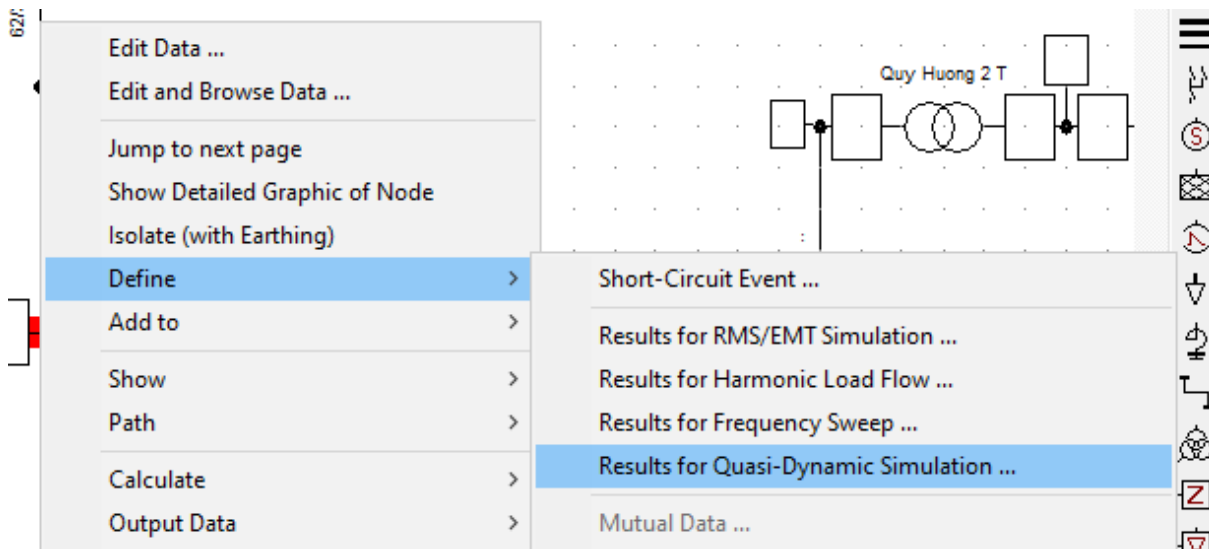 62/
Edit Data ...
Edit and Browse Data ...
Jump to next page
Show Detailed Graphic of Node
Isolate (with Earthing)
Define >
Add to >
Show >
Path >
Calculate >
Output Data >
Quy Huong 2 T
Short-Circuit Event ...
Results for RMS/EMT Simulation ...
Results for Harmonic Load Flow ...
Results for Frequency Sweep ...
Results for Quasi-Dynamic Simulation ...
Mutual Data ...
S
Z